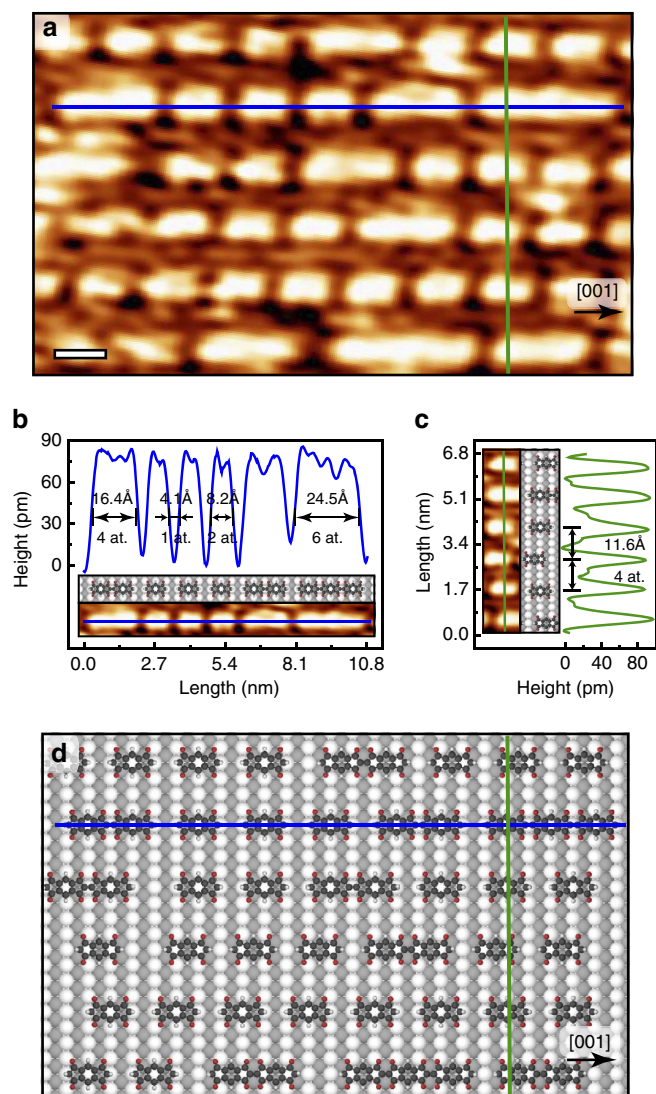 a
[001]
b
c
90
60
30
0
Height (pm)
16.4Å
4.1Å
8.2Å
24.5Å
4 at.
1 at.
2 at.
6 at.
0.0
2.7
5.4
8.1
10.8
Length (nm)
6.8
5.1
3.4
1.7
0.0
Length (nm)
11.6Å
4 at.
0
40
80
Height (pm)
d
[001]